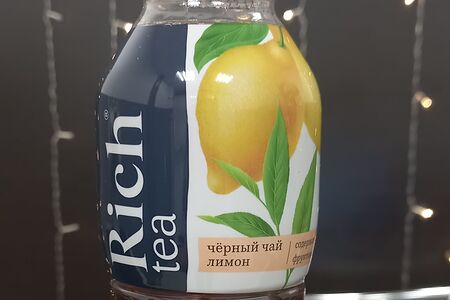 Rich®
tea
чёрный чай
лимон